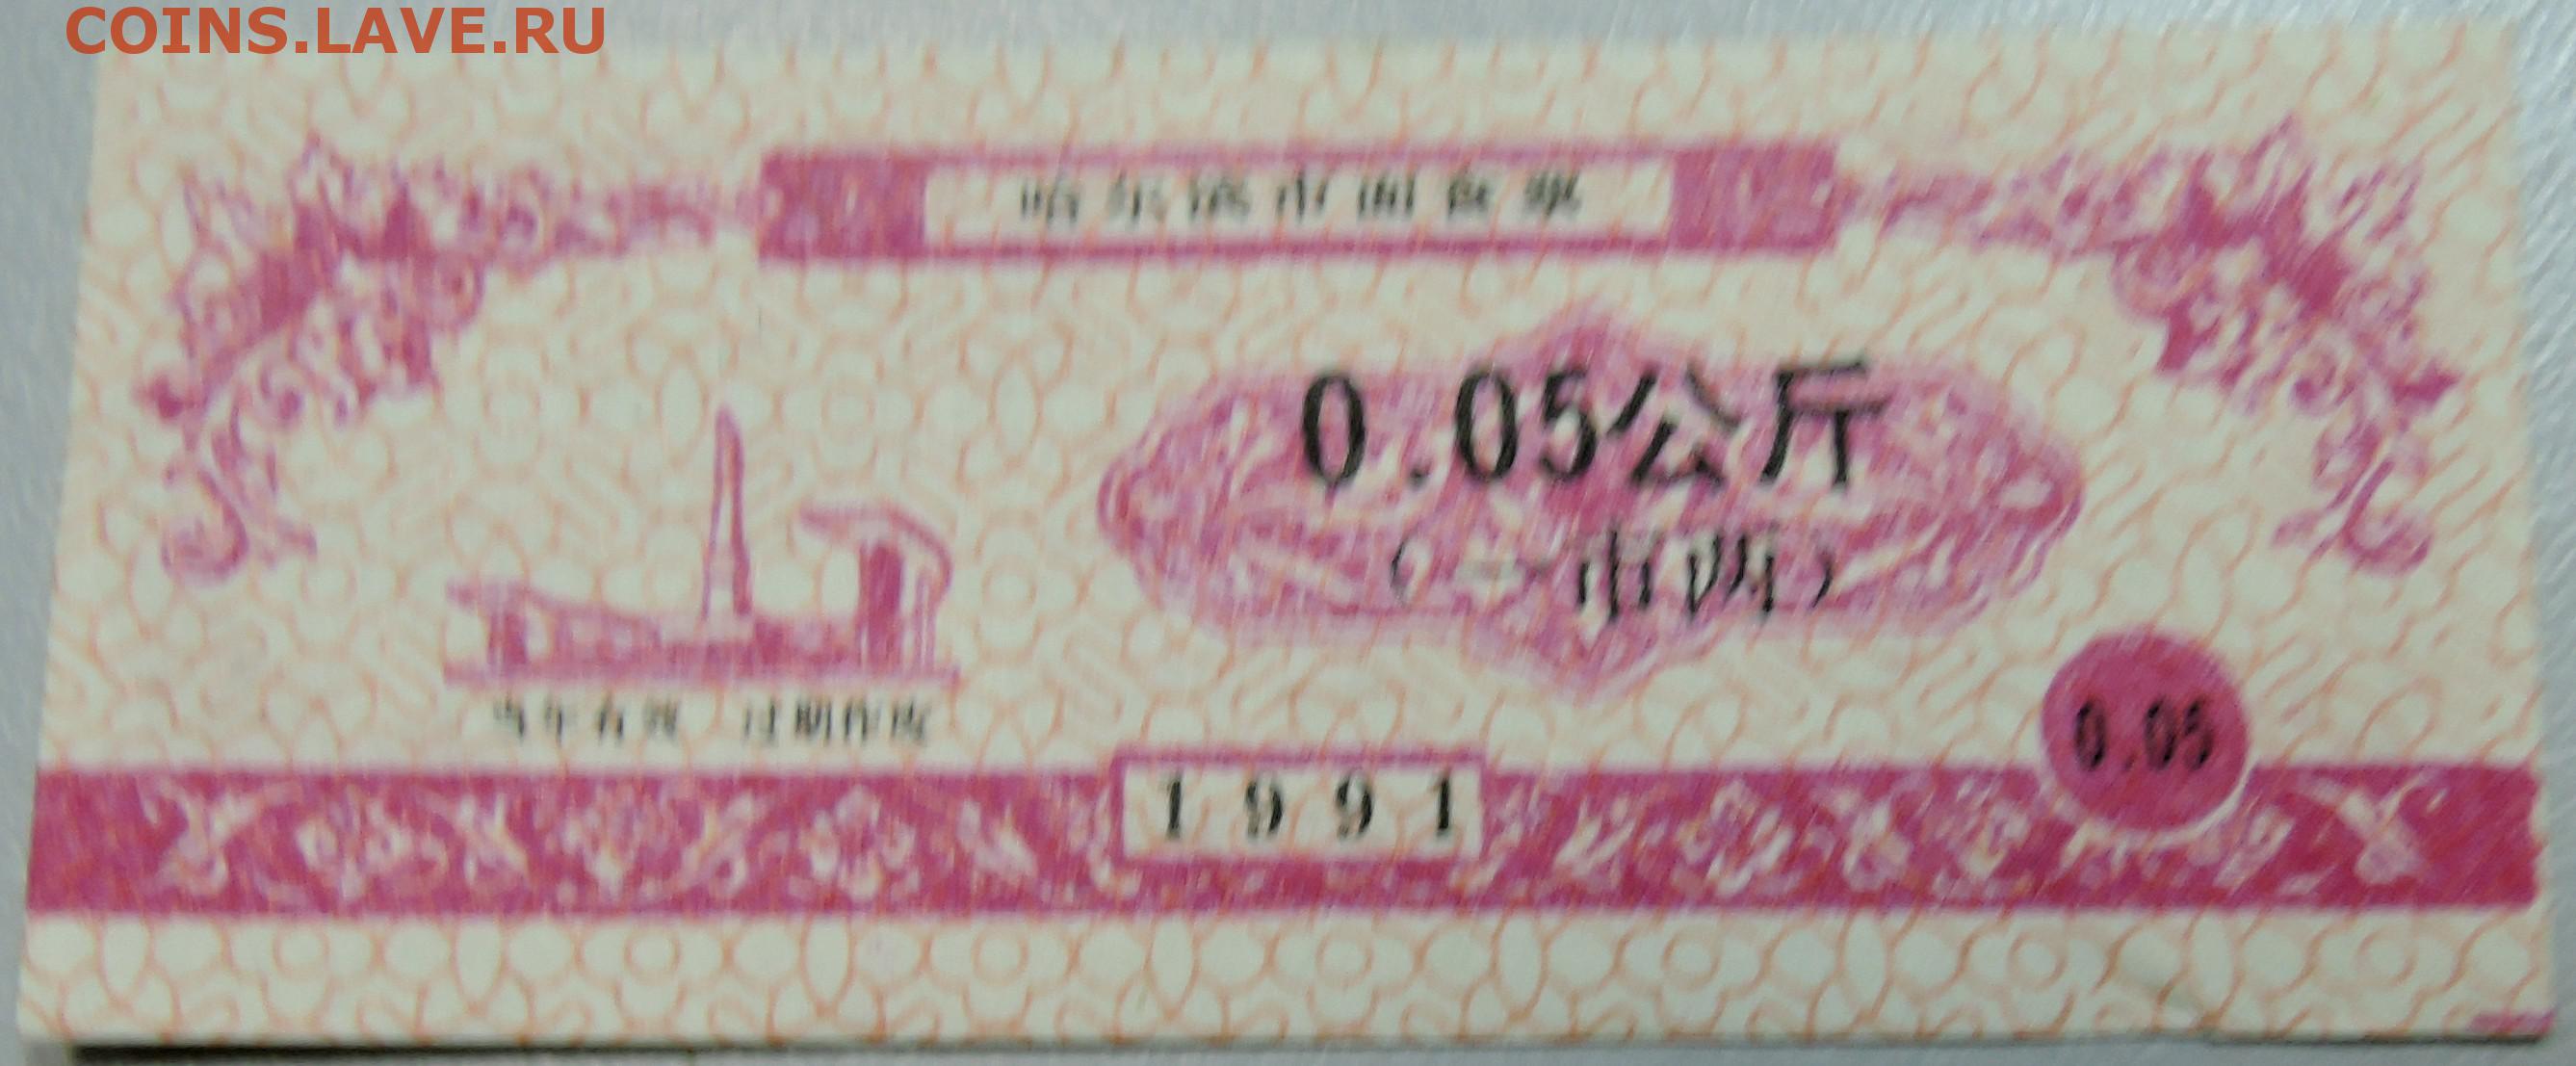 COINS.LAVE.RU
哈尔滨市面食票
0.05公斤
(一市两)
当年有效 过期作废
0.05
1991